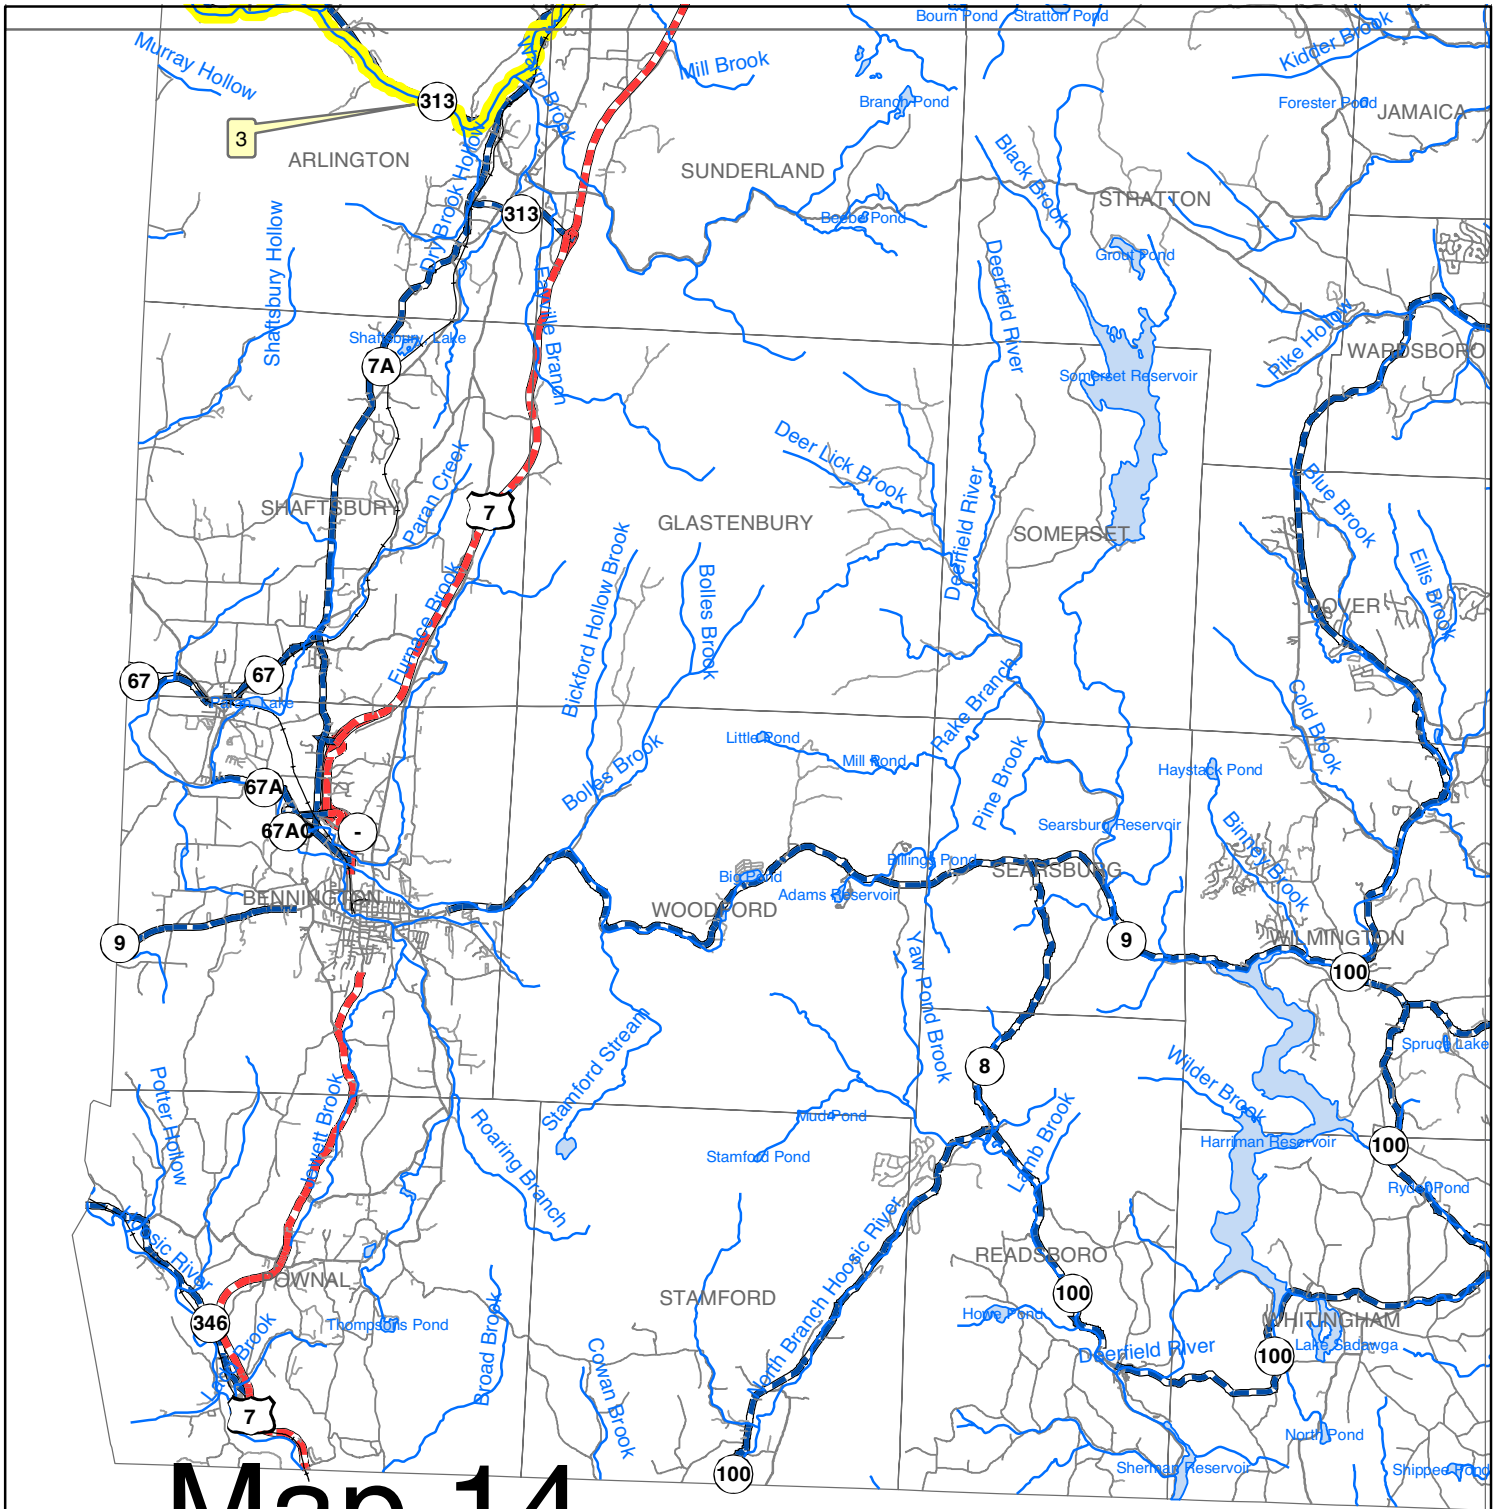 Bourn Pond
Stratton Pond
Kidder Brook
Murray Hollow
Mill Brook
Warm Brook
Branch Pond
Forester Pond
JAMAICA
313
3
ARLINGTON
SUNDERLAND
Black Brook
STRATTON
Dry Brook Hollow
313
Beebe Pond
Shaftsbury Hollow
Deerfield River
Grout Pond
Fayville Branch
Pike Hollow
Shaftsbury, Lake
WARDSBORO
7A
Somerset Reservoir
Deer Lick Brook
Paran Creek
SHAFTSBURY
7
GLASTENBURY
Deerfield River
SOMERSET
Blue Brook
Ellis Brook
Bickford Hollow Brook
Bolles Brook
DOVER
Furnace Brook
67
67
Paran, Lake
Rake Branch
Cold Brook
Little Pond
Mill Pond
Haystack Pond
Bolles Brook
Pine Brook
67A
67AC
-
Searsburg Reservoir
Binney Brook
Billings Pond
SEARSBURG
Big Pond
Adams Reservoir
BENNINGTON
WOODFORD
9
9
WILMINGTON
100
Yaw Pond Brook
Stamford Stream
Spruce Lake
8
Wilder Brook
Potter Hollow
Jewett Brook
Roaring Branch
Mud Pond
Lamb Brook
Harriman Reservoir
100
Stamford Pond
Ryder Pond
Hoosic River
North Branch Hoosic River
READSBORO
POWNAL
STAMFORD
100
Howe Pond
346
Thompsons Pond
Broad Brook
WHITINGHAM
Lake Sadawga
Ladd Brook
Cowan Brook
Deerfield River
100
7
North Pond
100
Sherman Reservoir
Shippee Pond
Map 14